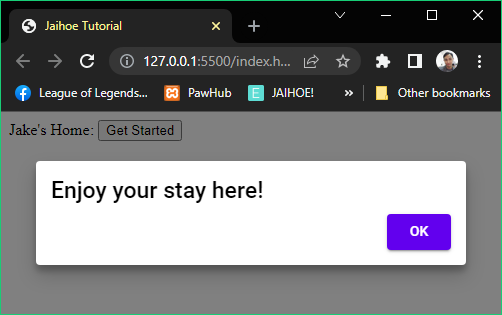 Jaihoe Tutorial
127.0.0.1:5500/index.h...
League of Legends... PawHub E JAIHOE! » Other bookmarks
Jake's Home: Get Started
Enjoy your stay here!
OK